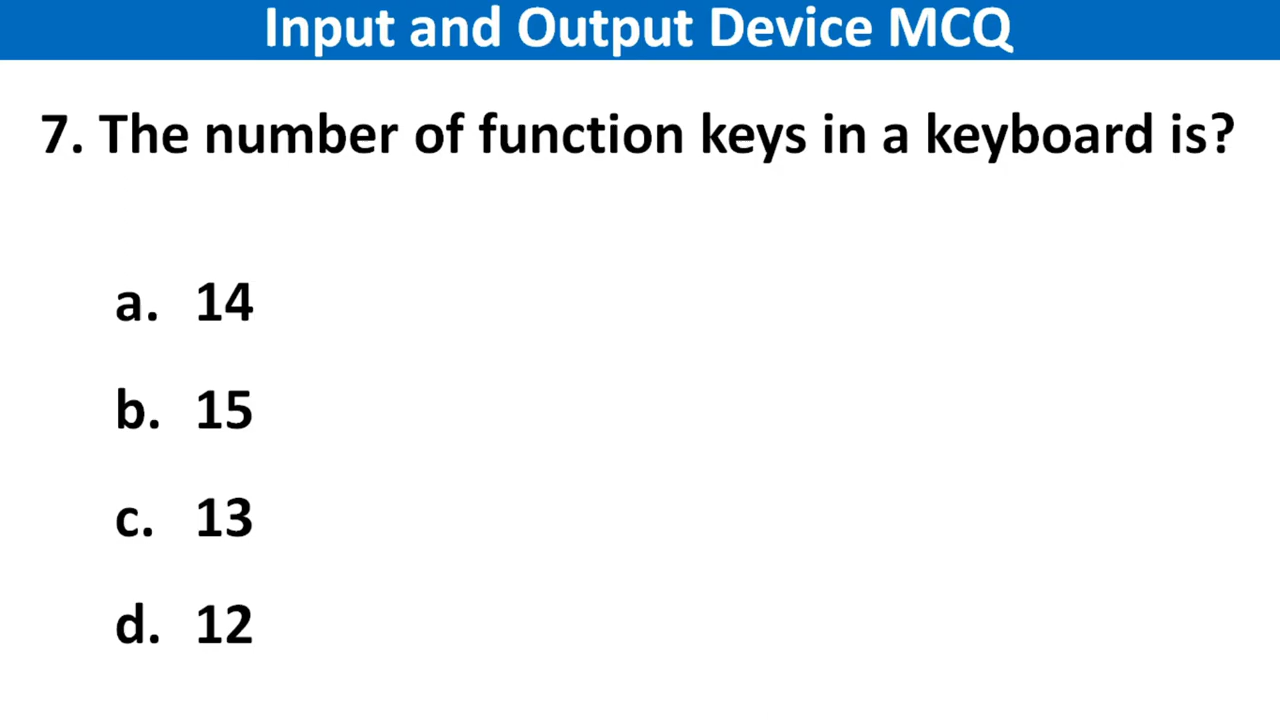 Input and Output Device MCQ
7. The number of function keys in a keyboard is?
a. 14
b. 15
c. 13
d. 12